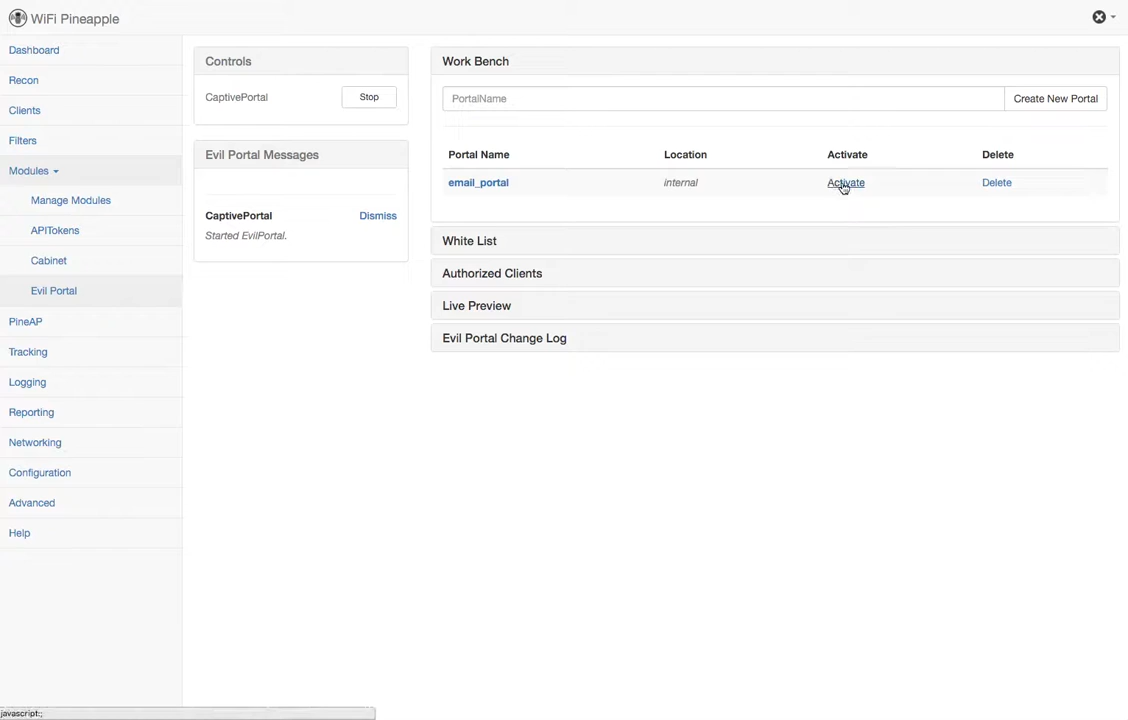 WiFi Pineapple
Dashboard
Recon
Clients
Filters
Modules
Manage Modules
APITokens
Cabinet
Evil Portal
PineAP
Tracking
Logging
Reporting
Networking
Configuration
Advanced
Help
Controls
CaptivePortal
Stop
Evil Portal Messages
CaptivePortal
Dismiss
Started EvilPortal.
Work Bench
PortalName
Create New Portal
Portal Name Location Activate Delete
email_portal internal Activate Delete
White List
Authorized Clients
Live Preview
Evil Portal Change Log
javascript:;